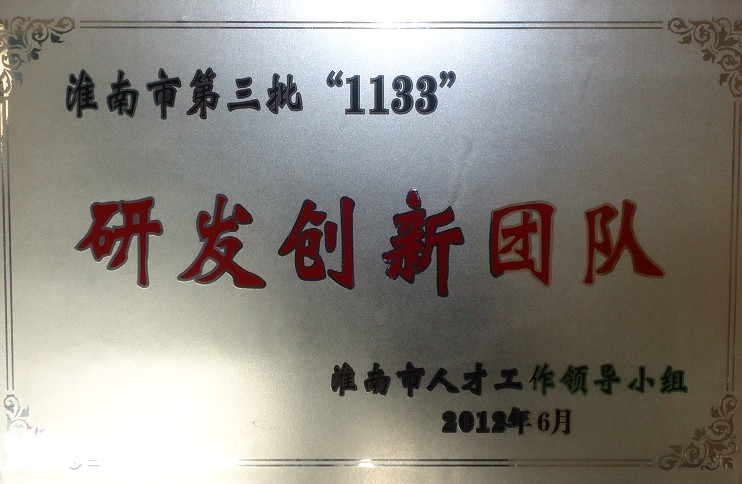 淮南市第三批“1133”
研发创新团队
淮南市人才工作领导小组
2012年6月